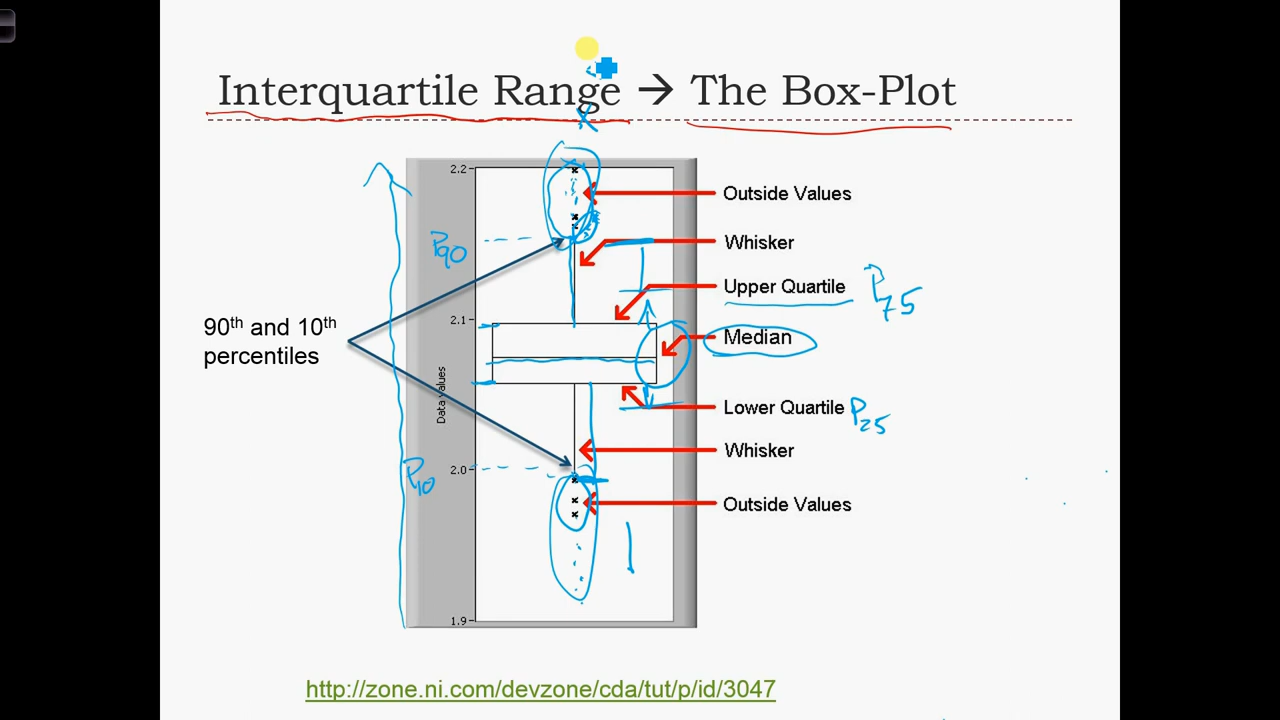 Interquartile Range → The Box-Plot
x
2.2
Outside Values
P90
Whisker
Upper Quartile P75
2.1
90th and 10th
percentiles
Median
Data Values
Lower Quartile P25
Whisker
2.0
P10
Outside Values
1.9
http://zone.ni.com/devzone/cda/tut/p/id/3047